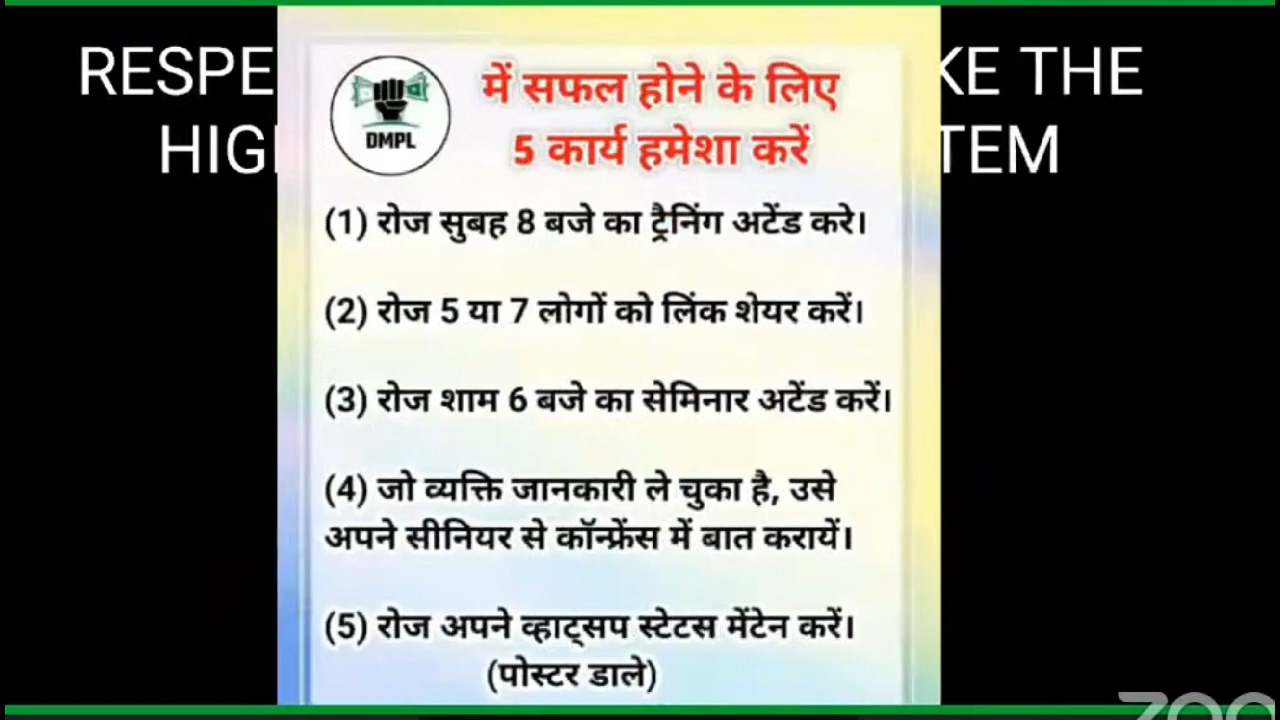 RESPE
KE THE
HIG
TEM
DMPL
में सफल होने के लिए
5 कार्य हमेशा करें
(1) रोज सुबह 8 बजे का ट्रैनिंग अटेंड करे।
(2) रोज 5 या 7 लोगों को लिंक शेयर करें।
(3) रोज शाम 6 बजे का सेमिनार अटेंड करें।
(4) जो व्यक्ति जानकारी ले चुका है, उसे
अपने सीनियर से कॉन्फ्रेंस में बात करायें।
(5) रोज अपने व्हाट्सप स्टेटस मेंटेन करें।
(पोस्टर डाले)